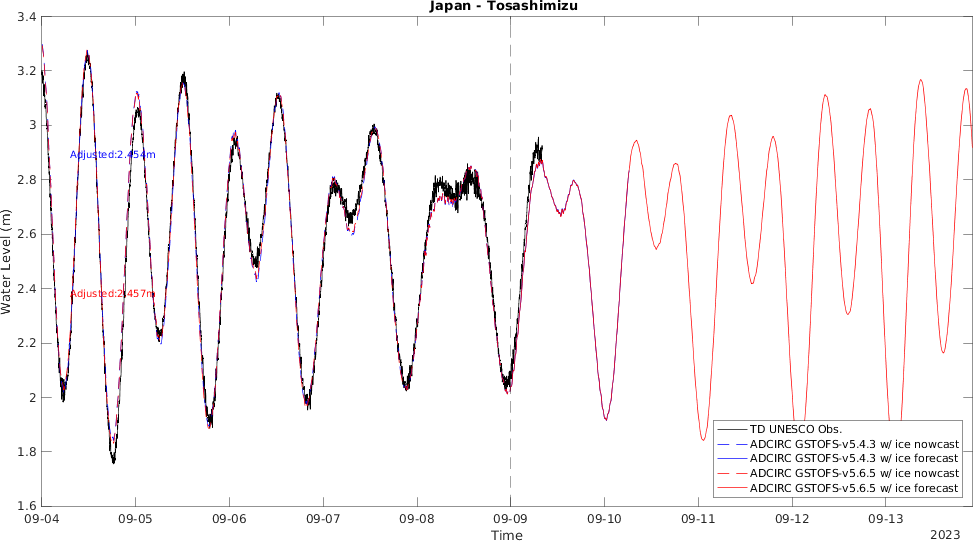 Japan - Tosashimizu
3.4
3.2
3
2.8
2.6
2.4
2.2
2
1.8
1.6
Water Level (m)
Adjusted:2.454m
Adjusted:2.457m
TD UNESCO Obs.
ADCIRC GSTOFS-v5.4.3 w/ ice nowcast
ADCIRC GSTOFS-v5.4.3 w/ ice forecast
ADCIRC GSTOFS-v5.6.5 w/ ice nowcast
ADCIRC GSTOFS-v5.6.5 w/ ice forecast
09-04 09-05 09-06 09-07 09-08 09-09 09-10 09-11 09-12 09-13
Time
2023